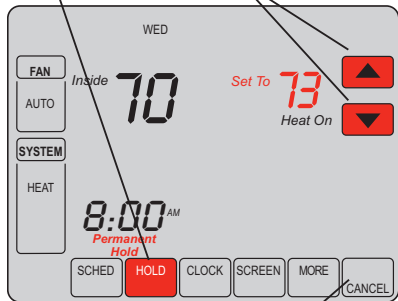 WED
FAN
AUTO
Inside 70
Set To 73
Heat On
SYSTEM
HEAT
8:00 AM
Permanent
Hold
SCHED HOLD CLOCK SCREEN MORE CANCEL